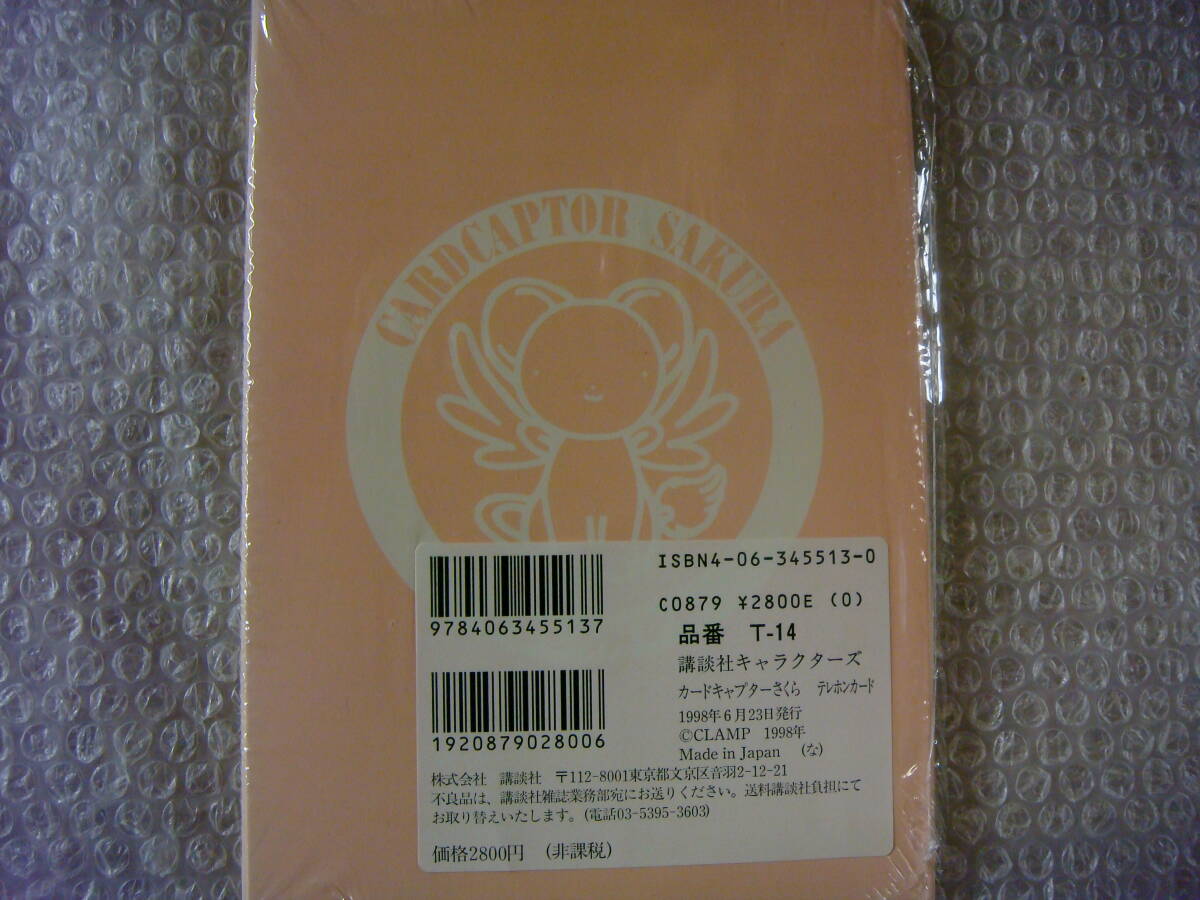 CARDCAPTOR SAKURA
ISBN4-06-345513-0
9784063455137
C0879 ¥2800E (0)
品番　T-14
講談社キャラクターズ
カードキャプターさくら　テレホンカード
1920879028006
1998年6月23日発行
©CLAMP　1998年
Made in Japan　(な)
株式会社　講談社　〒112-8001東京都文京区音羽2-12-21
不良品は、講談社雑誌業務部宛にお送りください。送料講談社負担にて
お取り替えいたします。(電話03-5395-3603)
価格2800円　(非課税)